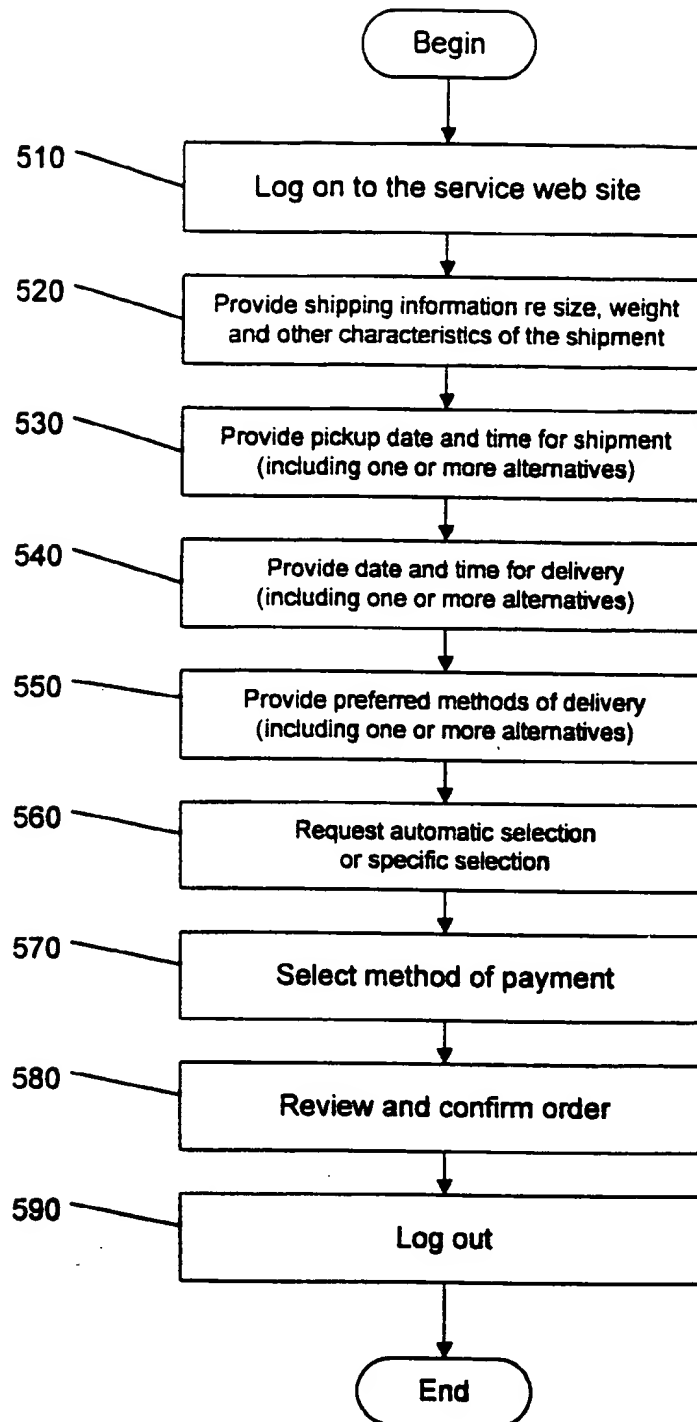 Begin
510
Log on to the service web site
520
Provide shipping information re size, weight
and other characteristics of the shipment
530
Provide pickup date and time for shipment
(including one or more alternatives)
540
Provide date and time for delivery
(including one or more alternatives)
550
Provide preferred methods of delivery
(including one or more alternatives)
560
Request automatic selection
or specific selection
570
Select method of payment
580
Review and confirm order
590
Log out
End